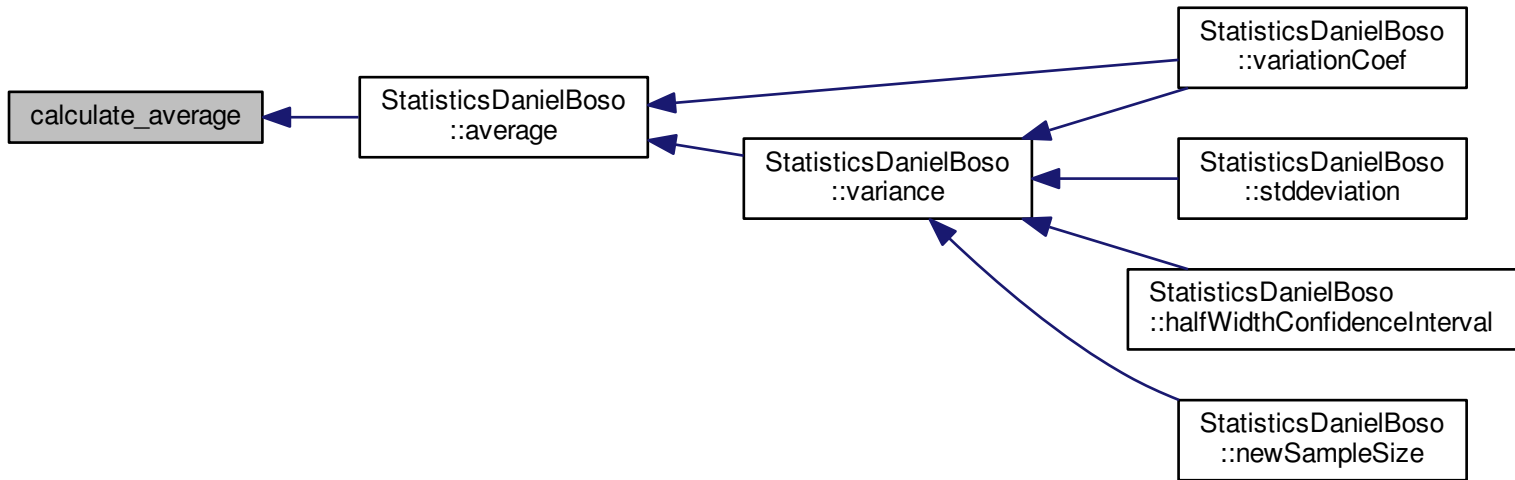 calculate_average
StatisticsDanielBoso
::average
StatisticsDanielBoso
::variationCoef
StatisticsDanielBoso
::variance
StatisticsDanielBoso
::stddeviation
StatisticsDanielBoso
::halfWidthConfidenceInterval
StatisticsDanielBoso
::newSampleSize